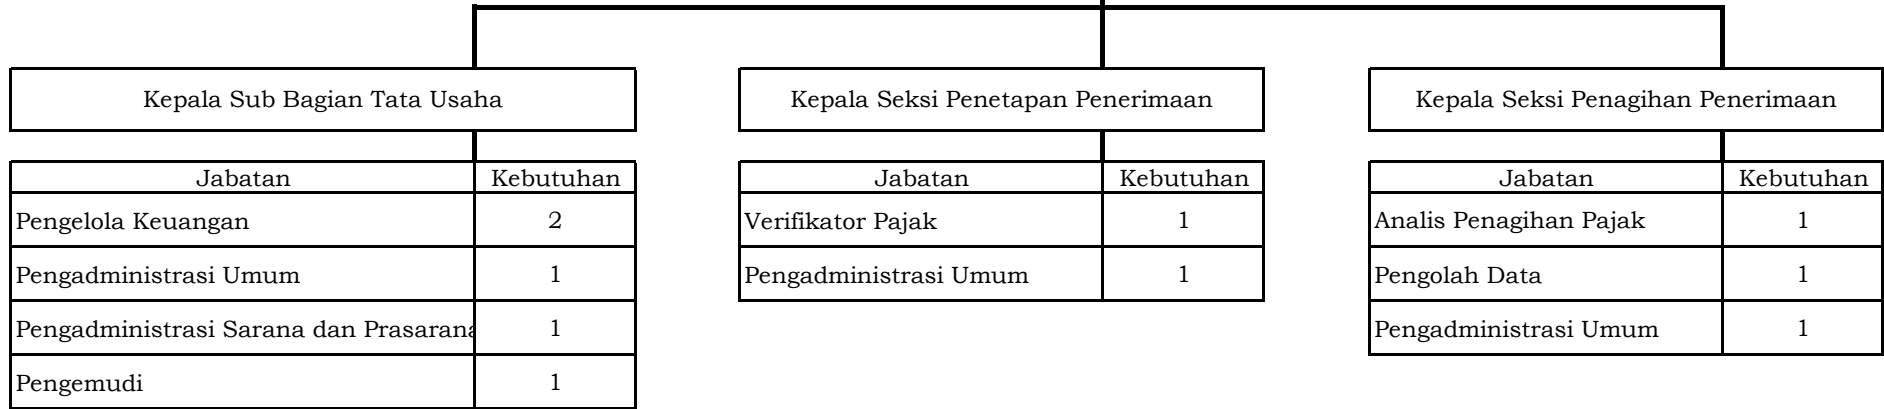 Kepala Sub Bagian Tata Usaha
Jabatan Kebutuhan
Pengelola Keuangan 2
Pengadministrasi Umum 1
Pengadministrasi Sarana dan Prasarana 1
Pengemudi 1
Kepala Seksi Penetapan Penerimaan
Jabatan Kebutuhan
Verifikator Pajak 1
Pengadministrasi Umum 1
Kepala Seksi Penagihan Penerimaan
Jabatan Kebutuhan
Analis Penagihan Pajak 1
Pengolah Data 1
Pengadministrasi Umum 1